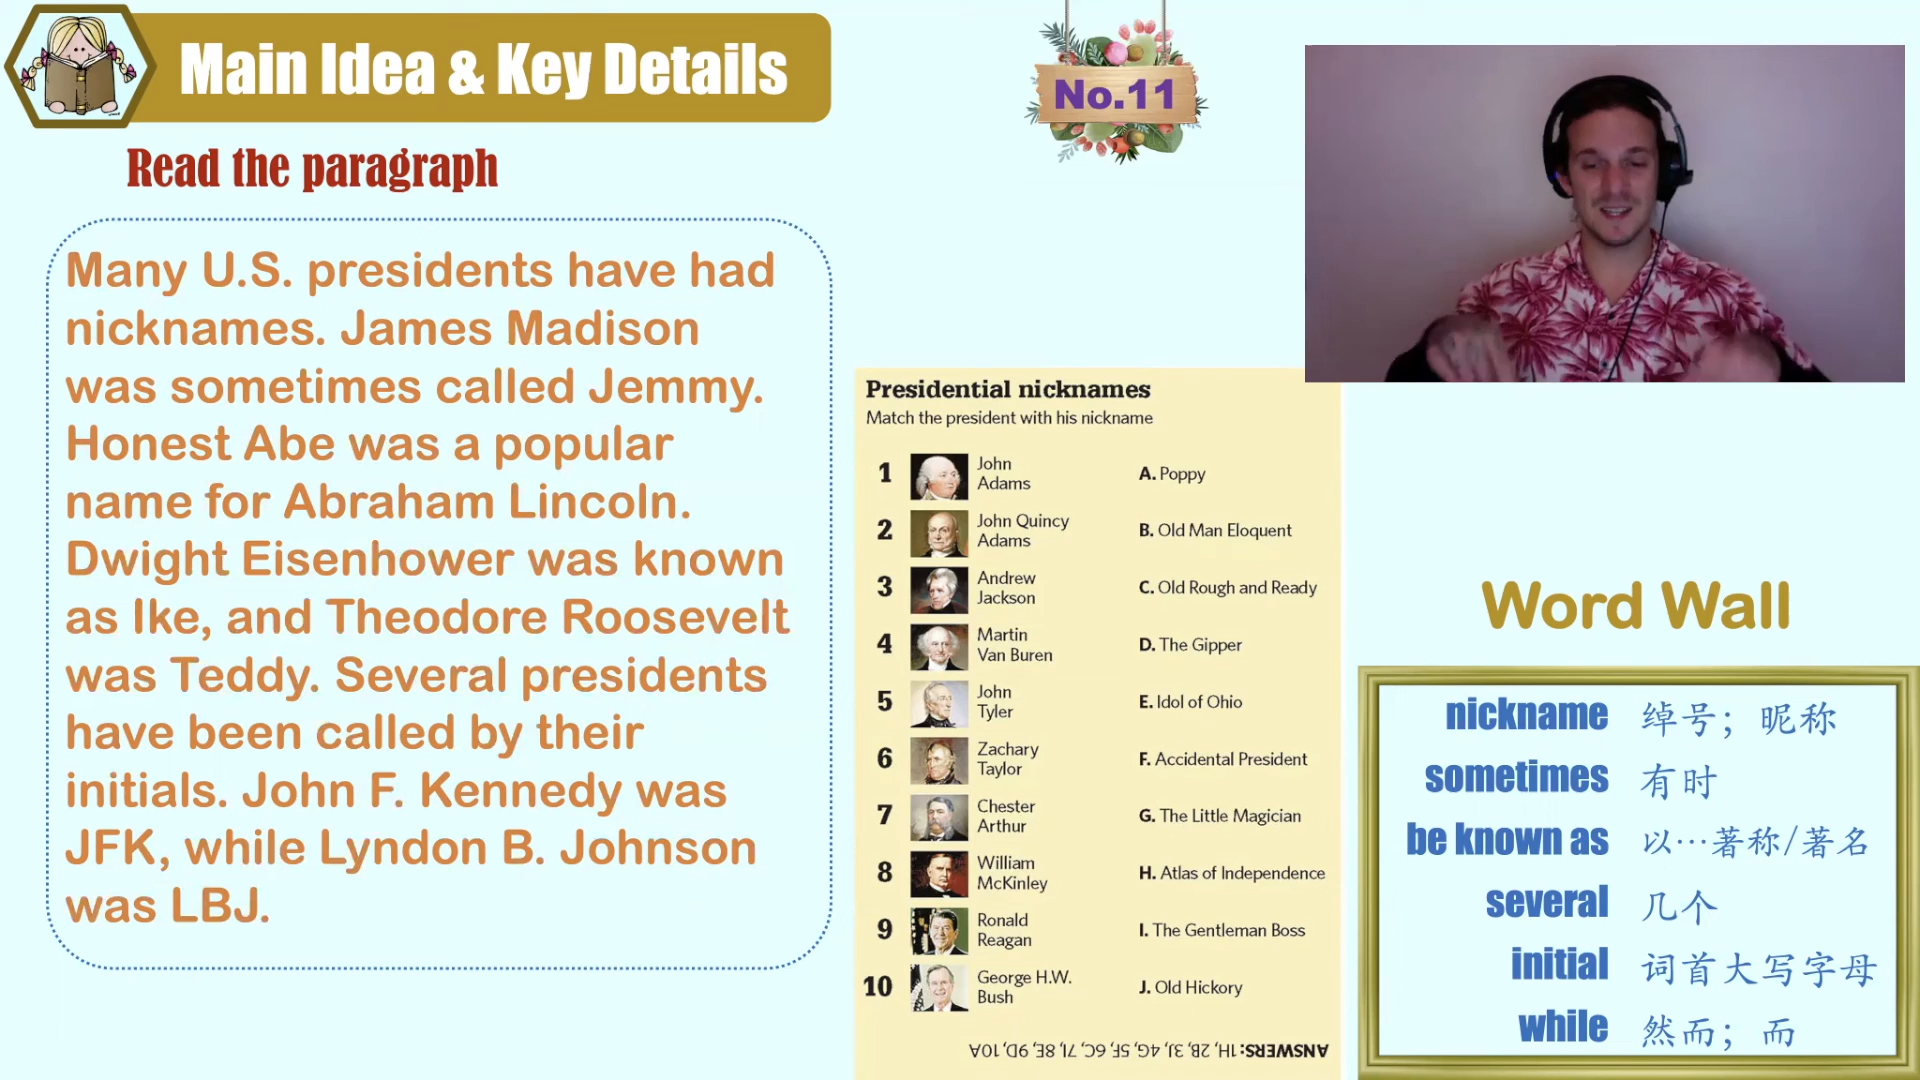 Main Idea & Key Details
No.11
Read the paragraph
Many U.S. presidents have had
nicknames. James Madison
was sometimes called Jemmy.
Honest Abe was a popular
name for Abraham Lincoln.
Dwight Eisenhower was known
as Ike, and Theodore Roosevelt
was Teddy. Several presidents
have been called by their
initials. John F. Kennedy was
JFK, while Lyndon B. Johnson
was LBJ.
Presidential nicknames
Match the president with his nickname
1 John Adams A. Poppy
2 John Quincy Adams B. Old Man Eloquent
3 Andrew Jackson C. Old Rough and Ready
4 Martin Van Buren D. The Gipper
5 John Tyler E. Idol of Ohio
6 Zachary Taylor F. Accidental President
7 Chester Arthur G. The Little Magician
8 William McKinley H. Atlas of Independence
9 Ronald Reagan I. The Gentleman Boss
10 George H.W. Bush J. Old Hickory
ANSWERS: 1H, 2B, 3J, 4G, 5F, 6C, 7I, 8E, 9D, 10A
Word Wall
nickname 绰号；昵称
sometimes 有时
be known as 以…著称/著名
several 几个
initial 词首大写字母
while 然而；而